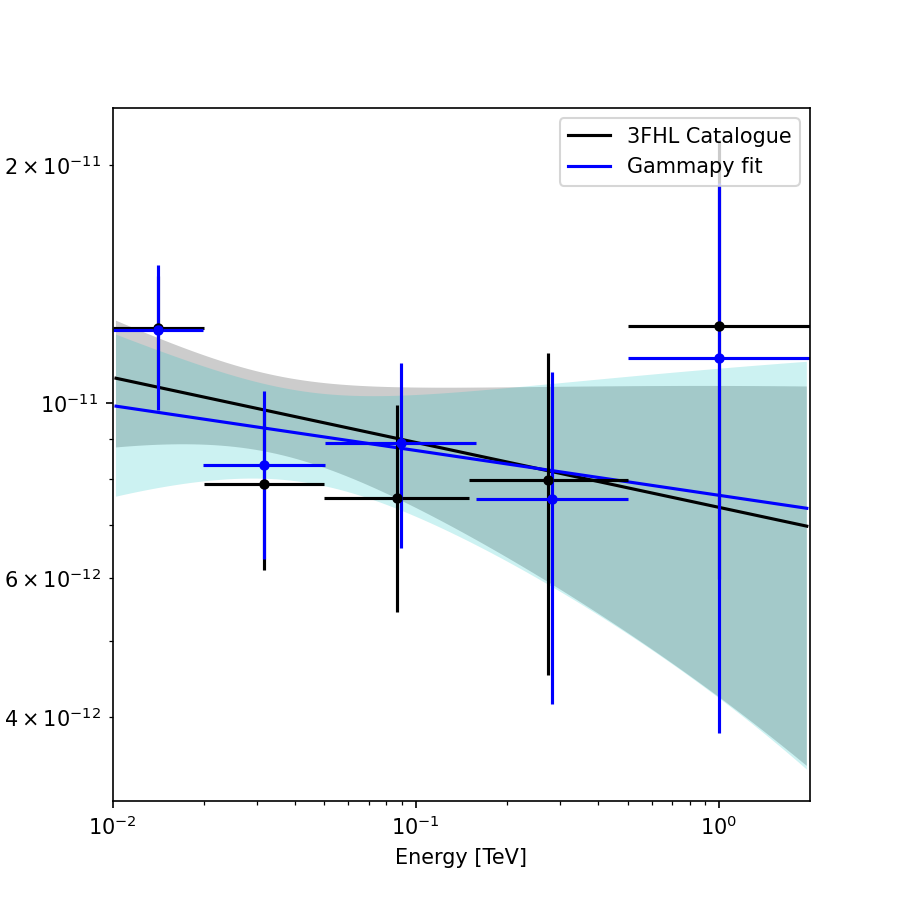 3FHL Catalogue
Gammapy fit
2 × 10⁻¹¹
10⁻¹¹
6 × 10⁻¹²
4 × 10⁻¹²
10⁻² 10⁻¹ 10⁰
Energy [TeV]